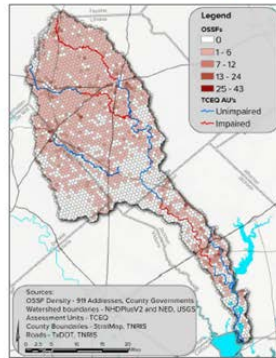 Legend
OSSFs
0
1 - 6
7 - 12
13 - 24
25 - 43
TCEQ AU's
Unimpaired
Impaired
Sources:
OSSF Density - 911 Addresses, County Governments
Watershed boundaries - NHDPlusV2 and NED, USGS
Assessment Units - TCEQ
County Boundaries - StratMap, TNRIS
Roads - TxDOT, TNRIS